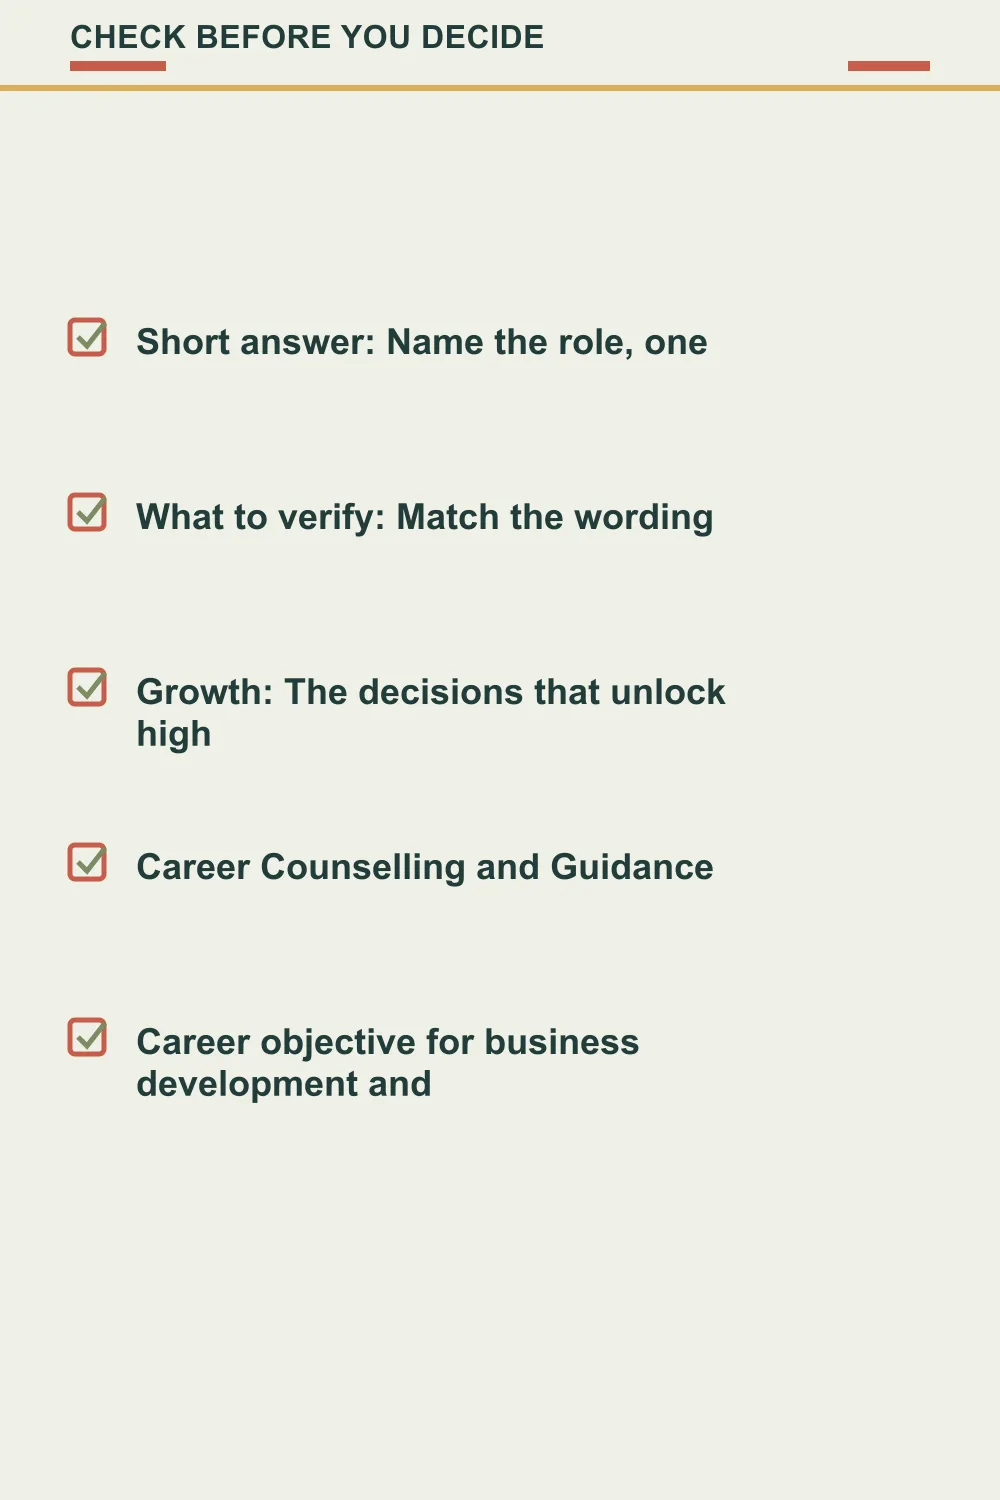 CHECK BEFORE YOU DECIDE
Short answer: Name the role, one
What to verify: Match the wording
Growth: The decisions that unlock
high
Career Counselling and Guidance
Career objective for business
development and